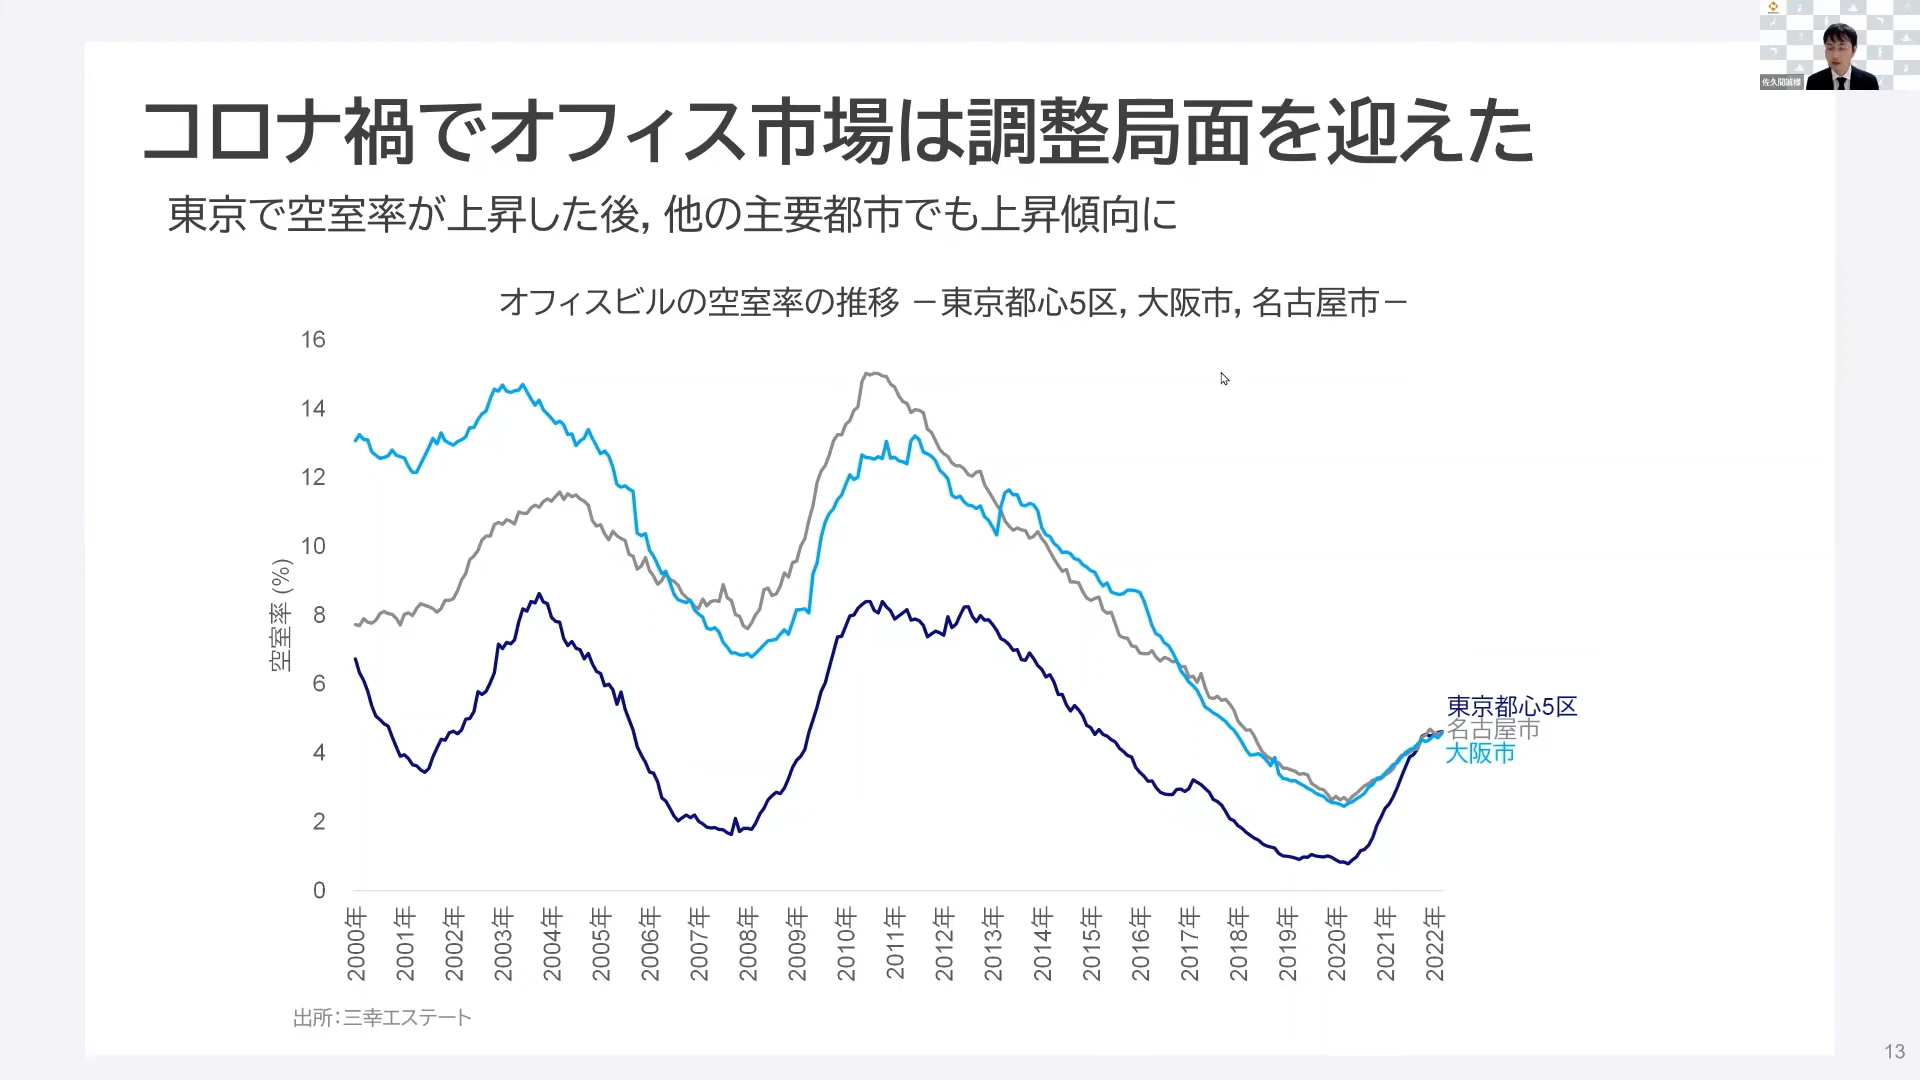 佐久間誠様
コロナ禍でオフィス市場は調整局面を迎えた
東京で空室率が上昇した後, 他の主要都市でも上昇傾向に
オフィスビルの空室率の推移 －東京都心5区, 大阪市, 名古屋市－
空室率 (%)
16
14
12
10
8
6
4
2
0
東京都心5区
名古屋市
大阪市
2000年
2001年
2002年
2003年
2004年
2005年
2006年
2007年
2008年
2009年
2010年
2011年
2012年
2013年
2014年
2015年
2016年
2017年
2018年
2019年
2020年
2021年
2022年
出所：三幸エステート
13